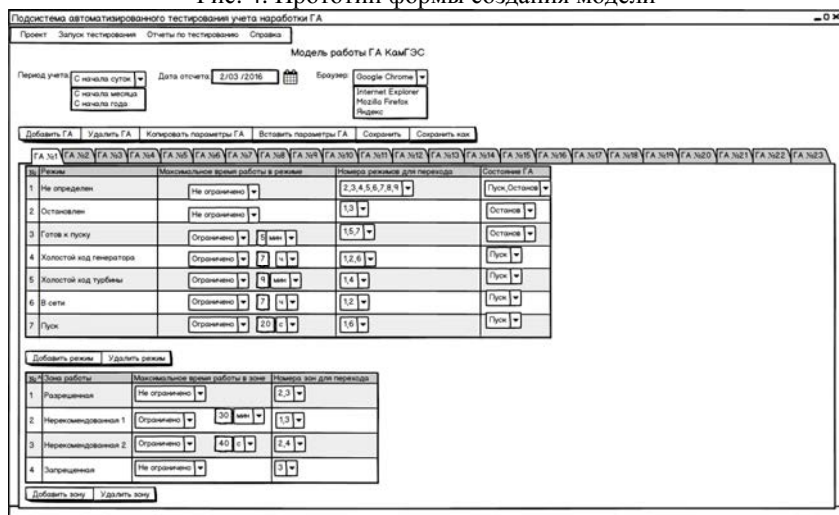 Рис. 4. Прототип формы создания модели
Подсистема автоматизированного тестирования учета наработки ГА
Проект Запуск тестирования Отчеты по тестированию Справка
Модель работы ГА КамГЭС
Период учета: С начала суток Дата отсчета: 2/03 /2016 Браузер: Google Chrome
С начала месяца Internet Explorer
С начала года Mozilla Firefox
Яндекс
Добавить ГА Удалить ГА Копировать параметры ГА Вставить параметры ГА Сохранить Сохранить как
ГА №1 ГА №2 ГА №3 ГА №4 ГА №5 ГА №6 ГА №7 ГА №8 ГА №9 ГА №10 ГА №11 ГА №12 ГА №13 ГА №14 ГА №15 ГА №16 ГА №17 ГА №18 ГА №19 ГА №20 ГА №21 ГА №22 ГА №23
№ Режим Максимальное время работы в режиме Номера режимов для перехода Состояние ГА
1 Не определен Не ограничено 2,3,4,5,6,7,8,9 Пуск,Останов
2 Остановлен Не ограничено 1,3 Останов
3 Готов к пуску Ограничено 5 мин 1,5,7 Останов
4 Холостой ход генератора Ограничено 7 ч 1,2,6 Пуск
5 Холостой ход турбины Ограничено 9 мин 1,4 Пуск
6 В сети Ограничено 7 ч 1,2 Пуск
7 Пуск Ограничено 20 с 1,6 Пуск
Добавить режим Удалить режим
№ Зона работы Максимальное время работы в зоне Номера зон для перехода
1 Разрешенная Не ограничено 2,3
2 Нерекомендованная 1 Ограничено 30 мин 1,3
3 Нерекомендованная 2 Ограничено 40 с 2,4
4 Запрещенная Не ограничено 3
Добавить зону Удалить зону